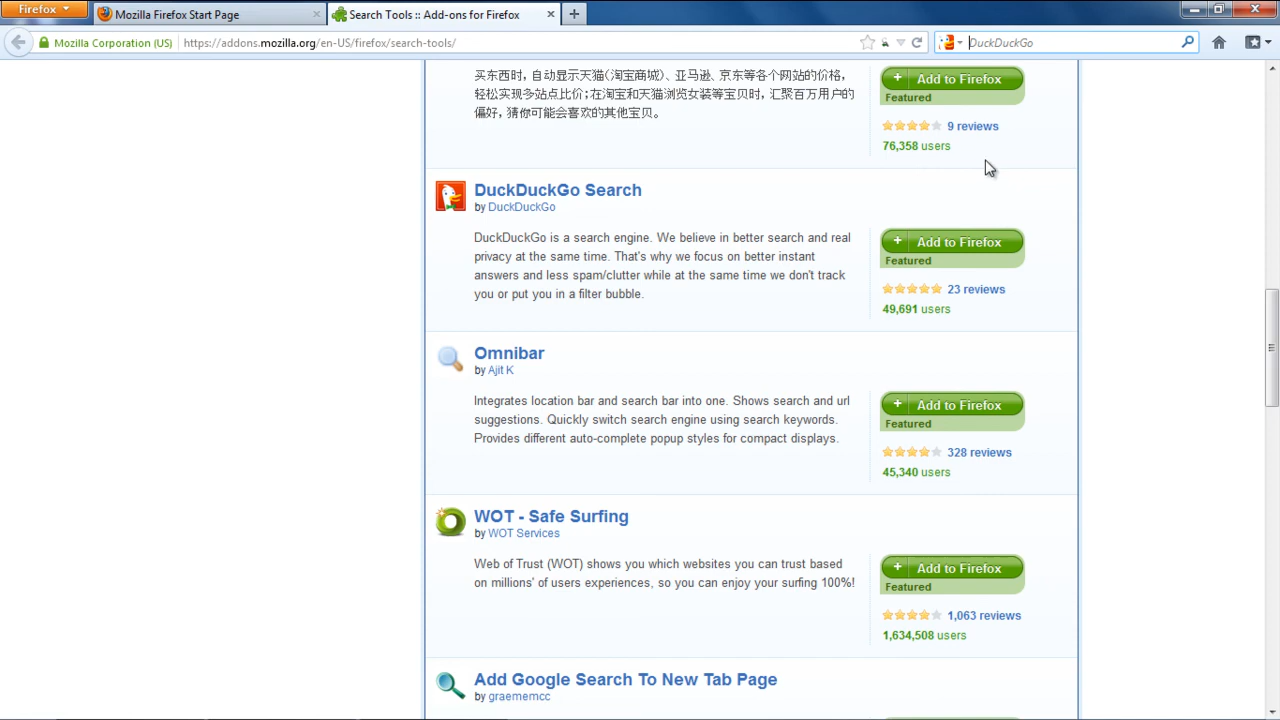 Firefox
Mozilla Firefox Start Page
Search Tools :: Add-ons for Firefox
Mozilla Corporation (US)
https://addons.mozilla.org/en-US/firefox/search-tools/
DuckDuckGo
买东西时，自动显示天猫(淘宝商城)、亚马逊、京东等各个网站的价格，
轻松实现多站点比价；在淘宝和天猫浏览女装等宝贝时，汇聚百万用户的
偏好，猜你可能会喜欢的其他宝贝。
+ Add to Firefox
Featured
9 reviews
76,358 users
DuckDuckGo Search
by DuckDuckGo
DuckDuckGo is a search engine. We believe in better search and real
privacy at the same time. That's why we focus on better instant
answers and less spam/clutter while at the same time we don't track
you or put you in a filter bubble.
+ Add to Firefox
Featured
23 reviews
49,691 users
Omnibar
by Ajit K
Integrates location bar and search bar into one. Shows search and url
suggestions. Quickly switch search engine using search keywords.
Provides different auto-complete popup styles for compact displays.
+ Add to Firefox
Featured
328 reviews
45,340 users
WOT - Safe Surfing
by WOT Services
Web of Trust (WOT) shows you which websites you can trust based
on millions' of users experiences, so you can enjoy your surfing 100%!
+ Add to Firefox
Featured
1,063 reviews
1,634,508 users
Add Google Search To New Tab Page
by graememcc